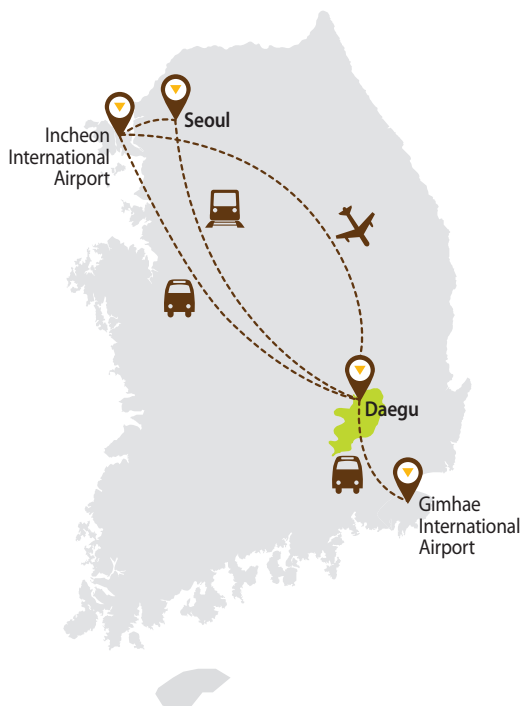 Seoul
Incheon
International
Airport
Daegu
Gimhae
International
Airport